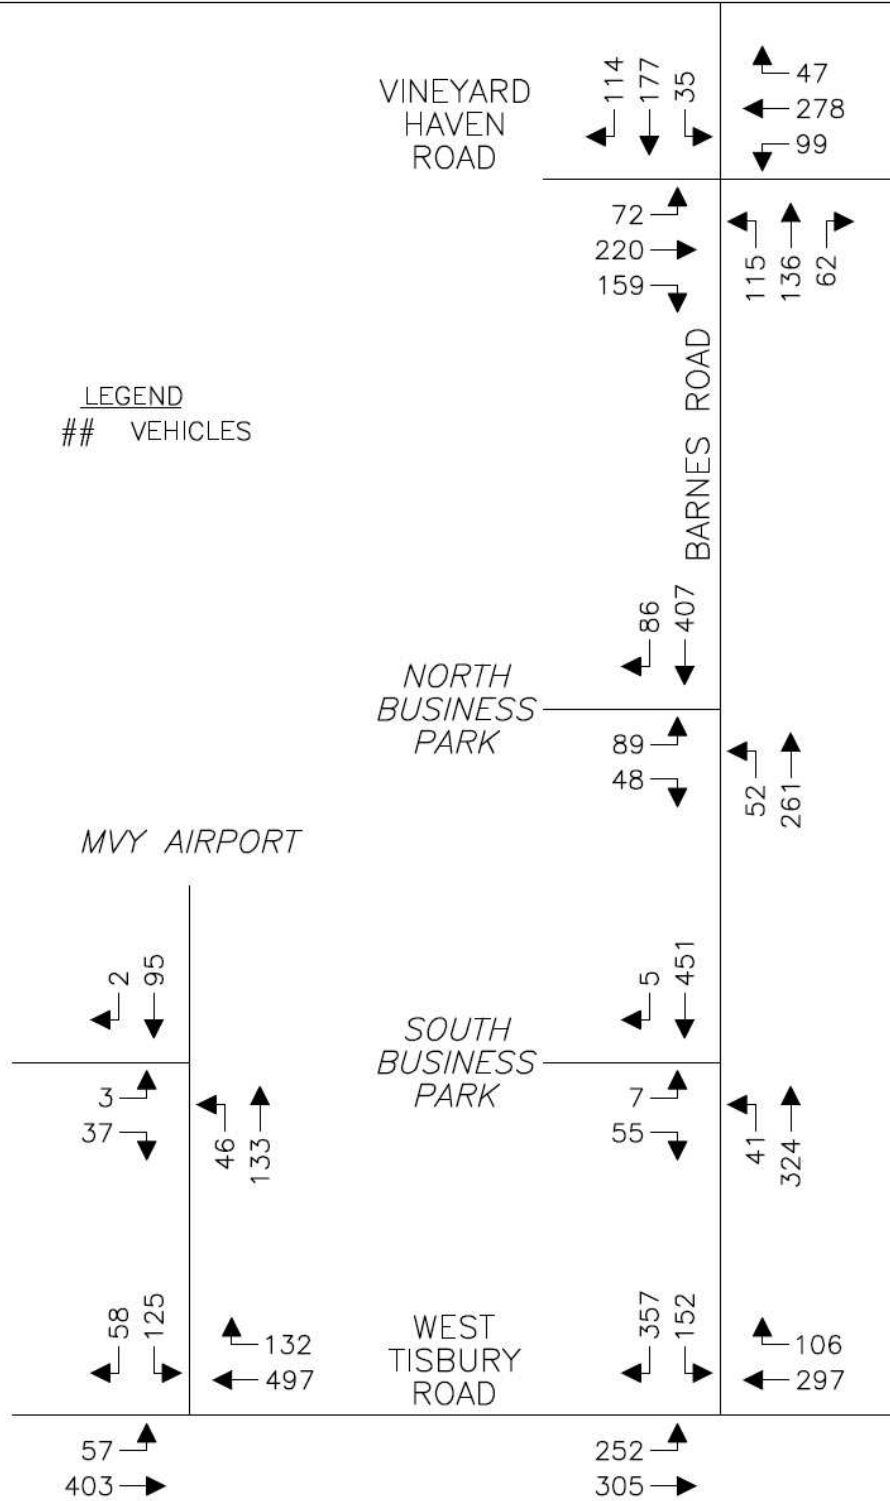 VINEYARD
HAVEN
ROAD
114
177
35
47
278
99
72
220
159
115
136
62
BARNES ROAD
LEGEND
## VEHICLES
86
407
NORTH
BUSINESS
PARK
89
48
52
261
MVY AIRPORT
2
95
3
37
46
133
5
451
SOUTH
BUSINESS
PARK
7
55
41
324
58
125
132
497
57
403
WEST
TISBURY
ROAD
357
152
106
297
252
305